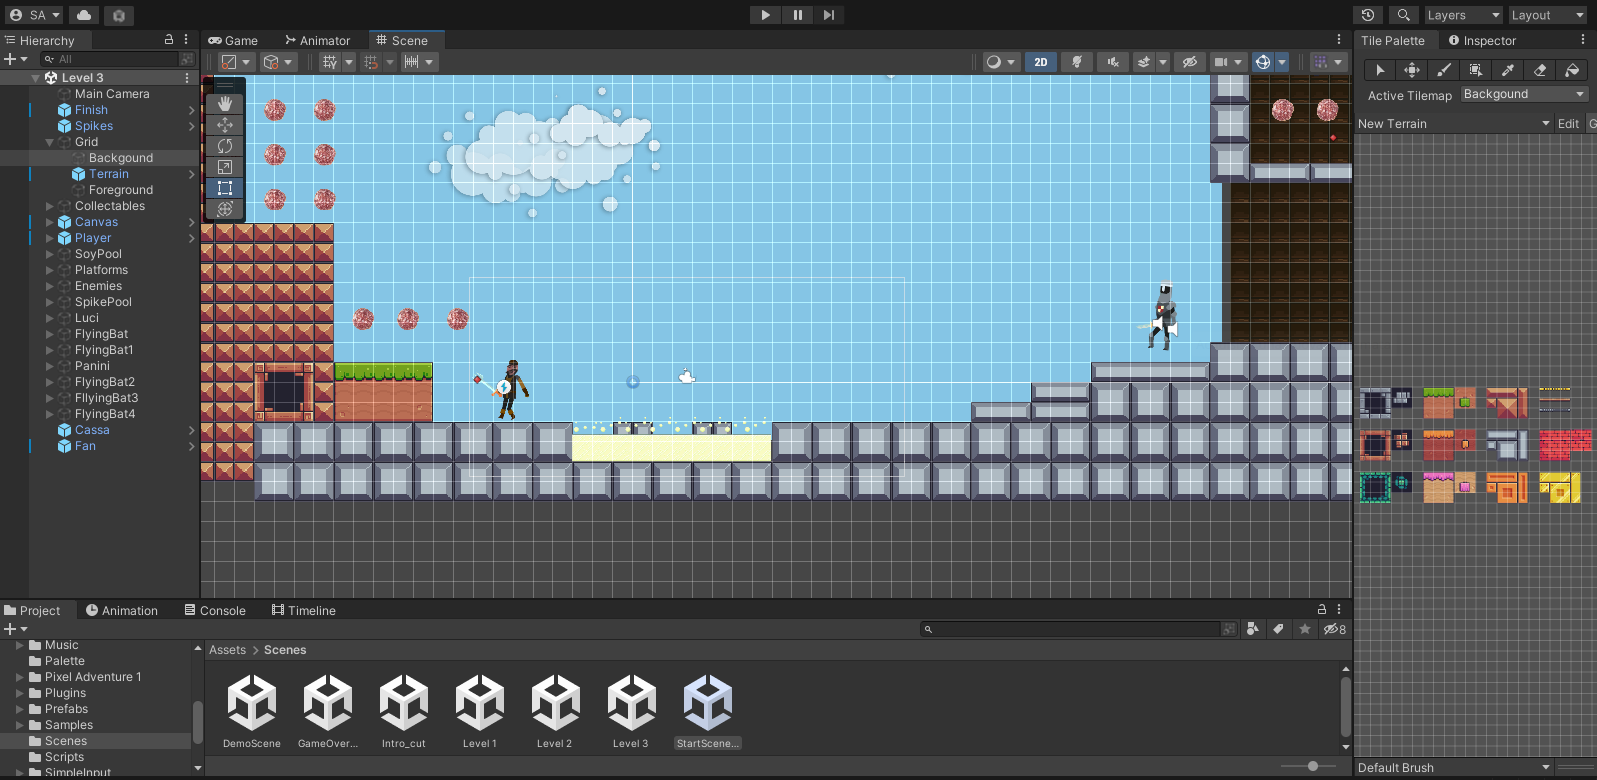 SA
Layers
Layout
Hierarchy
All
Level 3
Main Camera
Finish
Spikes
Grid
Backgound
Terrain
Foreground
Collectables
Canvas
Player
SoyPool
Platforms
Enemies
SpikePool
Luci
FlyingBat
FlyingBat1
Panini
FlyingBat2
FllyingBat3
FlyingBat4
Cassa
Fan
Game
Animator
Scene
2D
Tile Palette
Inspector
Active Tilemap
Backgound
New Terrain
Edit
G
Default Brush
Project
Animation
Console
Timeline
8
Music
Palette
Pixel Adventure 1
Plugins
Prefabs
Samples
Scenes
Scripts
SimpleInput
Assets > Scenes
DemoScene
GameOver...
Intro_cut
Level 1
Level 2
Level 3
StartScene...